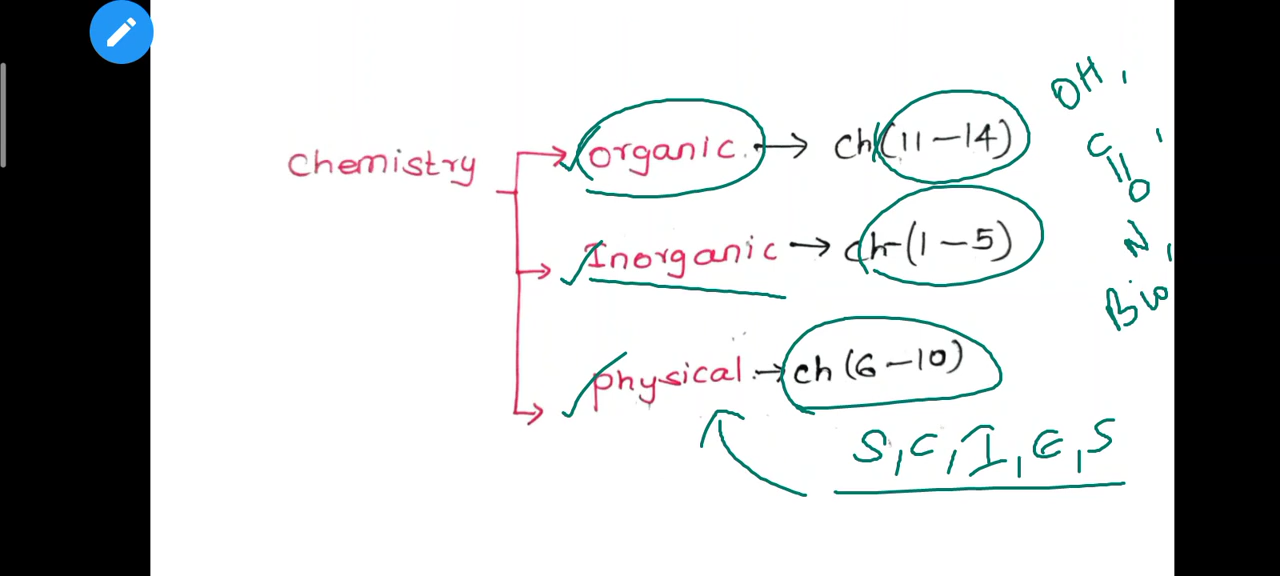 Chemistry
organic → ch (11-14)
Inorganic → ch-(1-5)
physical → ch (6-10)
OH,
C=O,
N,
Bio
S, C, I, E, S